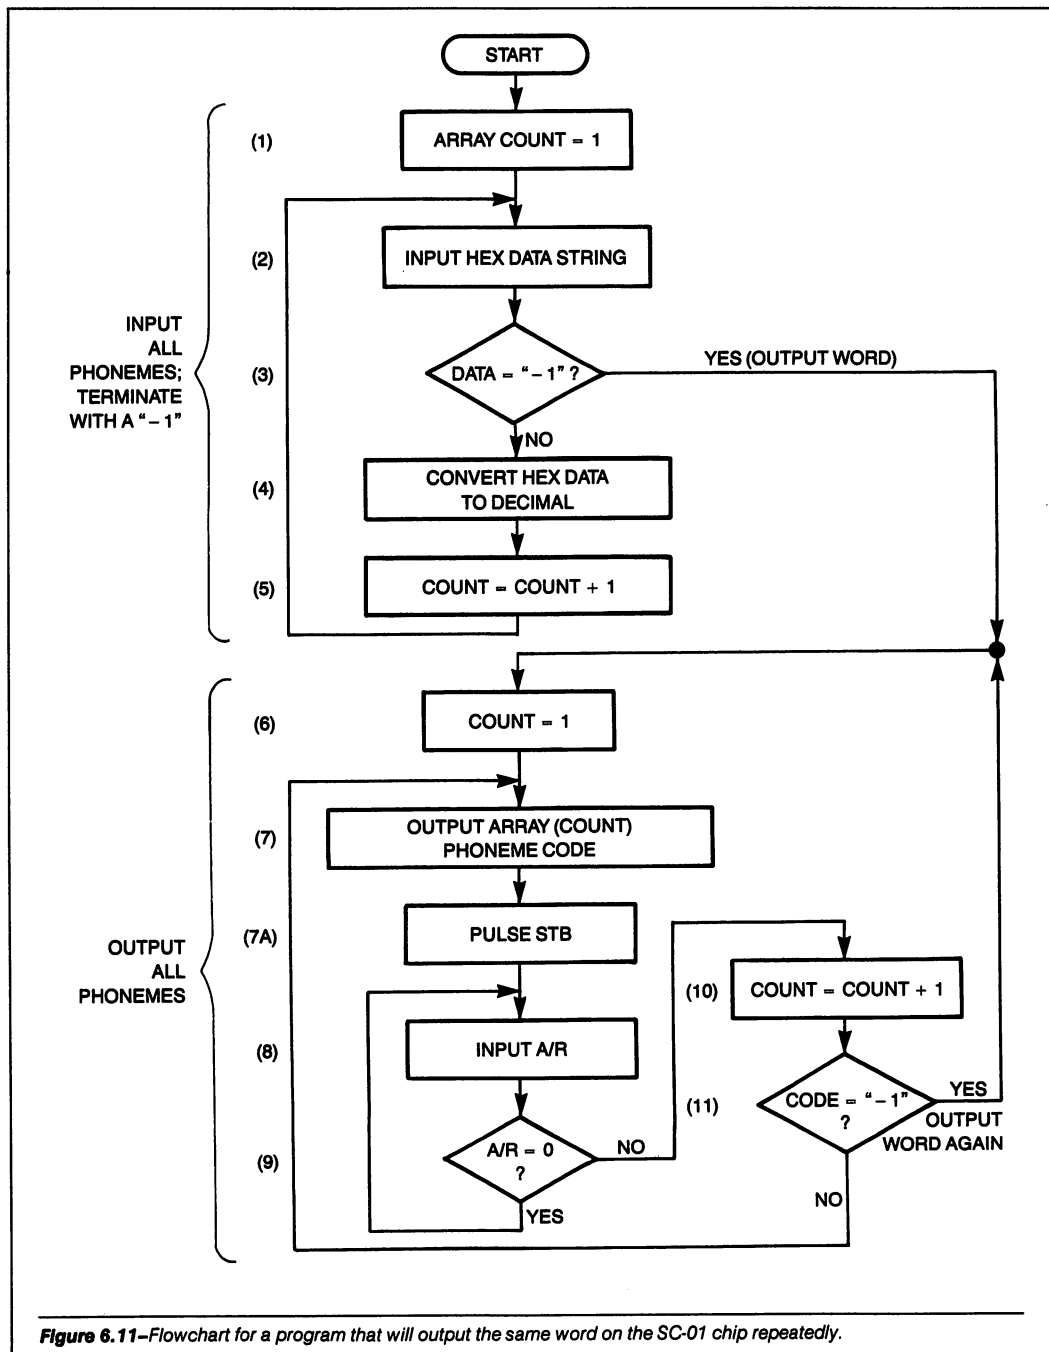 START
(1)
ARRAY COUNT = 1
(2)
INPUT HEX DATA STRING
INPUT
ALL
PHONEMES;
TERMINATE
WITH A “– 1”
(3)
DATA = “– 1” ?
YES (OUTPUT WORD)
NO
(4)
CONVERT HEX DATA
TO DECIMAL
(5)
COUNT = COUNT + 1
(6)
COUNT = 1
(7)
OUTPUT ARRAY (COUNT)
PHONEME CODE
(7A)
PULSE STB
OUTPUT
ALL
PHONEMES
(8)
INPUT A/R
(9)
A/R = 0
?
NO
YES
(10)
COUNT = COUNT + 1
(11)
CODE = “– 1”
?
YES
OUTPUT
WORD AGAIN
NO
Figure 6.11–Flowchart for a program that will output the same word on the SC-01 chip repeatedly.